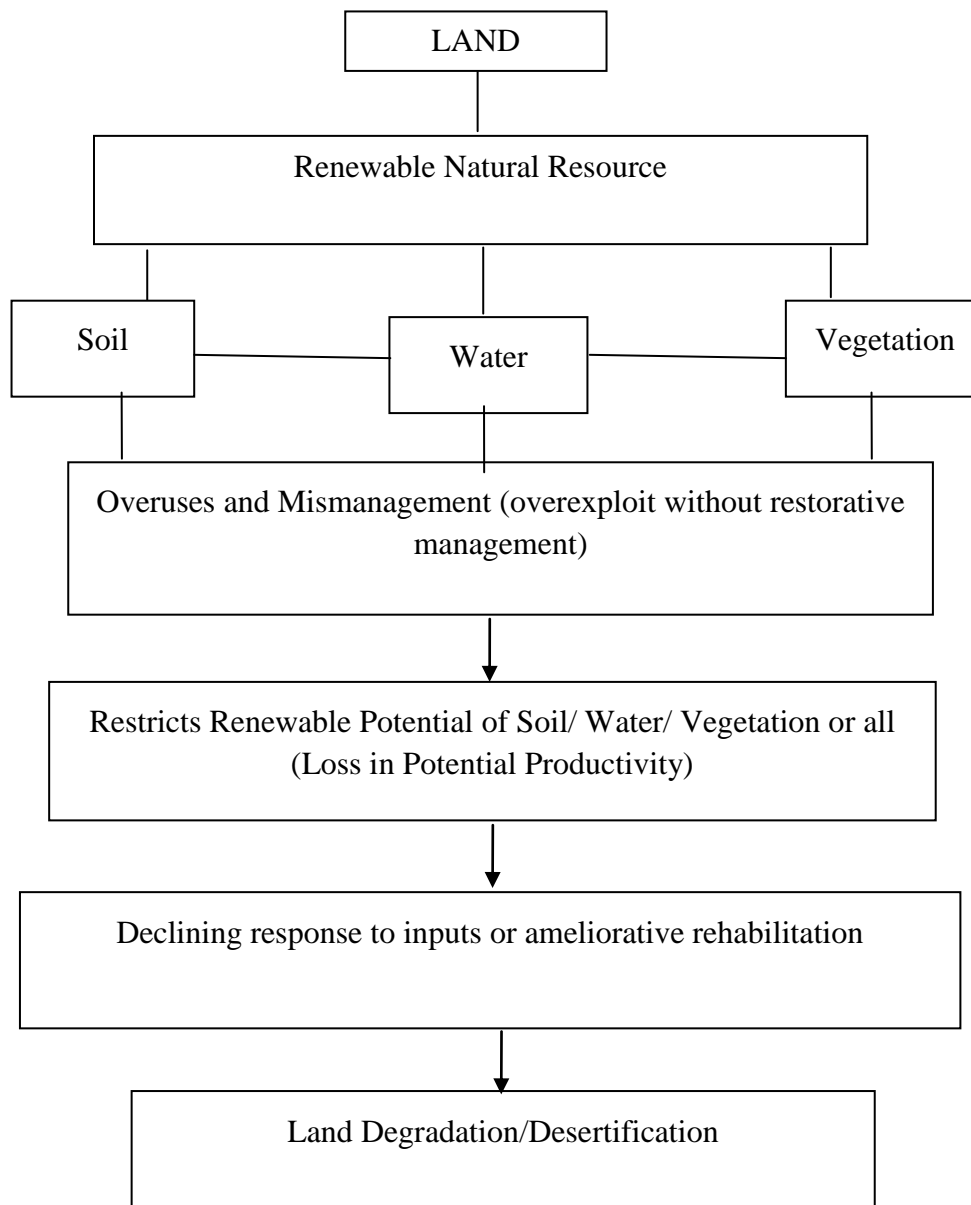 LAND
Renewable Natural Resource
Soil
Water
Vegetation
Overuses and Mismanagement (overexploit without restorative
management)
Restricts Renewable Potential of Soil/ Water/ Vegetation or all
(Loss in Potential Productivity)
Declining response to inputs or ameliorative rehabilitation
Land Degradation/Desertification